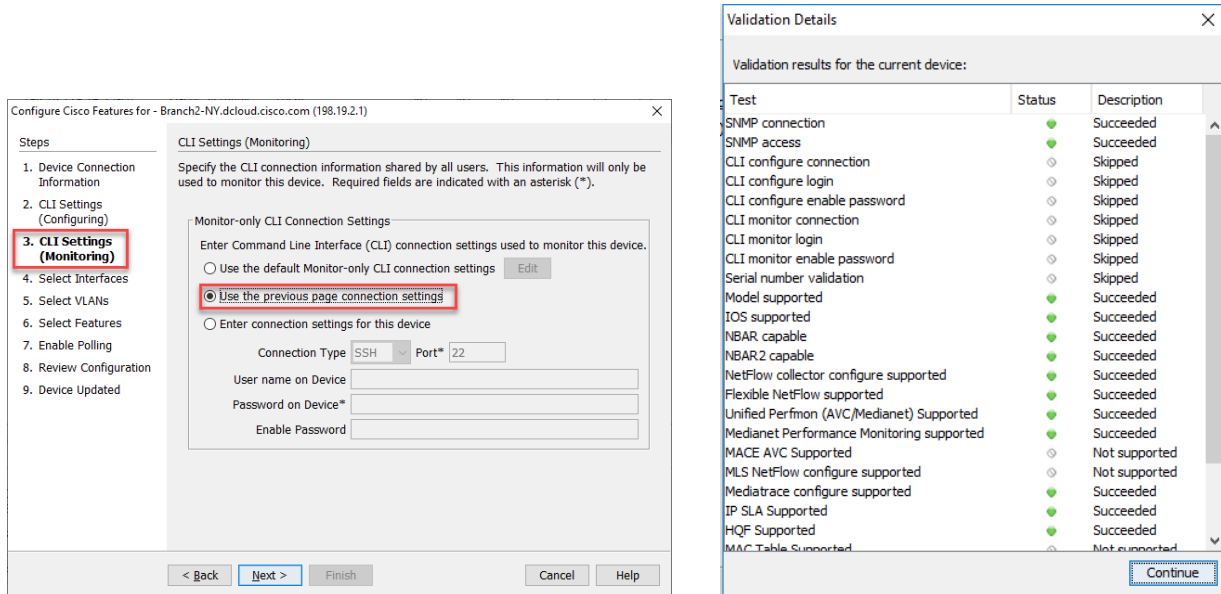 Configure Cisco Features for - Branch2-NY.dcloud.cisco.com (198.19.2.1)
Steps
1. Device Connection
Information
2. CLI Settings
(Configuring)
3. CLI Settings
(Monitoring)
4. Select Interfaces
5. Select VLANs
6. Select Features
7. Enable Polling
8. Review Configuration
9. Device Updated
CLI Settings (Monitoring)
Specify the CLI connection information shared by all users. This information will only be
used to monitor this device. Required fields are indicated with an asterisk (*).
Monitor-only CLI Connection Settings
Enter Command Line Interface (CLI) connection settings used to monitor this device.
Use the default Monitor-only CLI connection settings Edit
Use the previous page connection settings
Enter connection settings for this device
Connection Type SSH Port* 22
User name on Device
Password on Device*
Enable Password
< Back Next > Finish Cancel Help
Validation Details
Validation results for the current device:
Test Status Description
SNMP connection Succeeded
SNMP access Succeeded
CLI configure connection Skipped
CLI configure login Skipped
CLI configure enable password Skipped
CLI monitor connection Skipped
CLI monitor login Skipped
CLI monitor enable password Skipped
Serial number validation Skipped
Model supported Succeeded
IOS supported Succeeded
NBAR capable Succeeded
NBAR2 capable Succeeded
NetFlow collector configure supported Succeeded
Flexible NetFlow supported Succeeded
Unified Perfmon (AVC/Medianet) Supported Succeeded
Medianet Performance Monitoring supported Succeeded
MACE AVC Supported Not supported
MLS NetFlow configure supported Not supported
Mediatrace configure supported Succeeded
IP SLA Supported Succeeded
HQF Supported Succeeded
MAC Table Supported Not supported
Continue